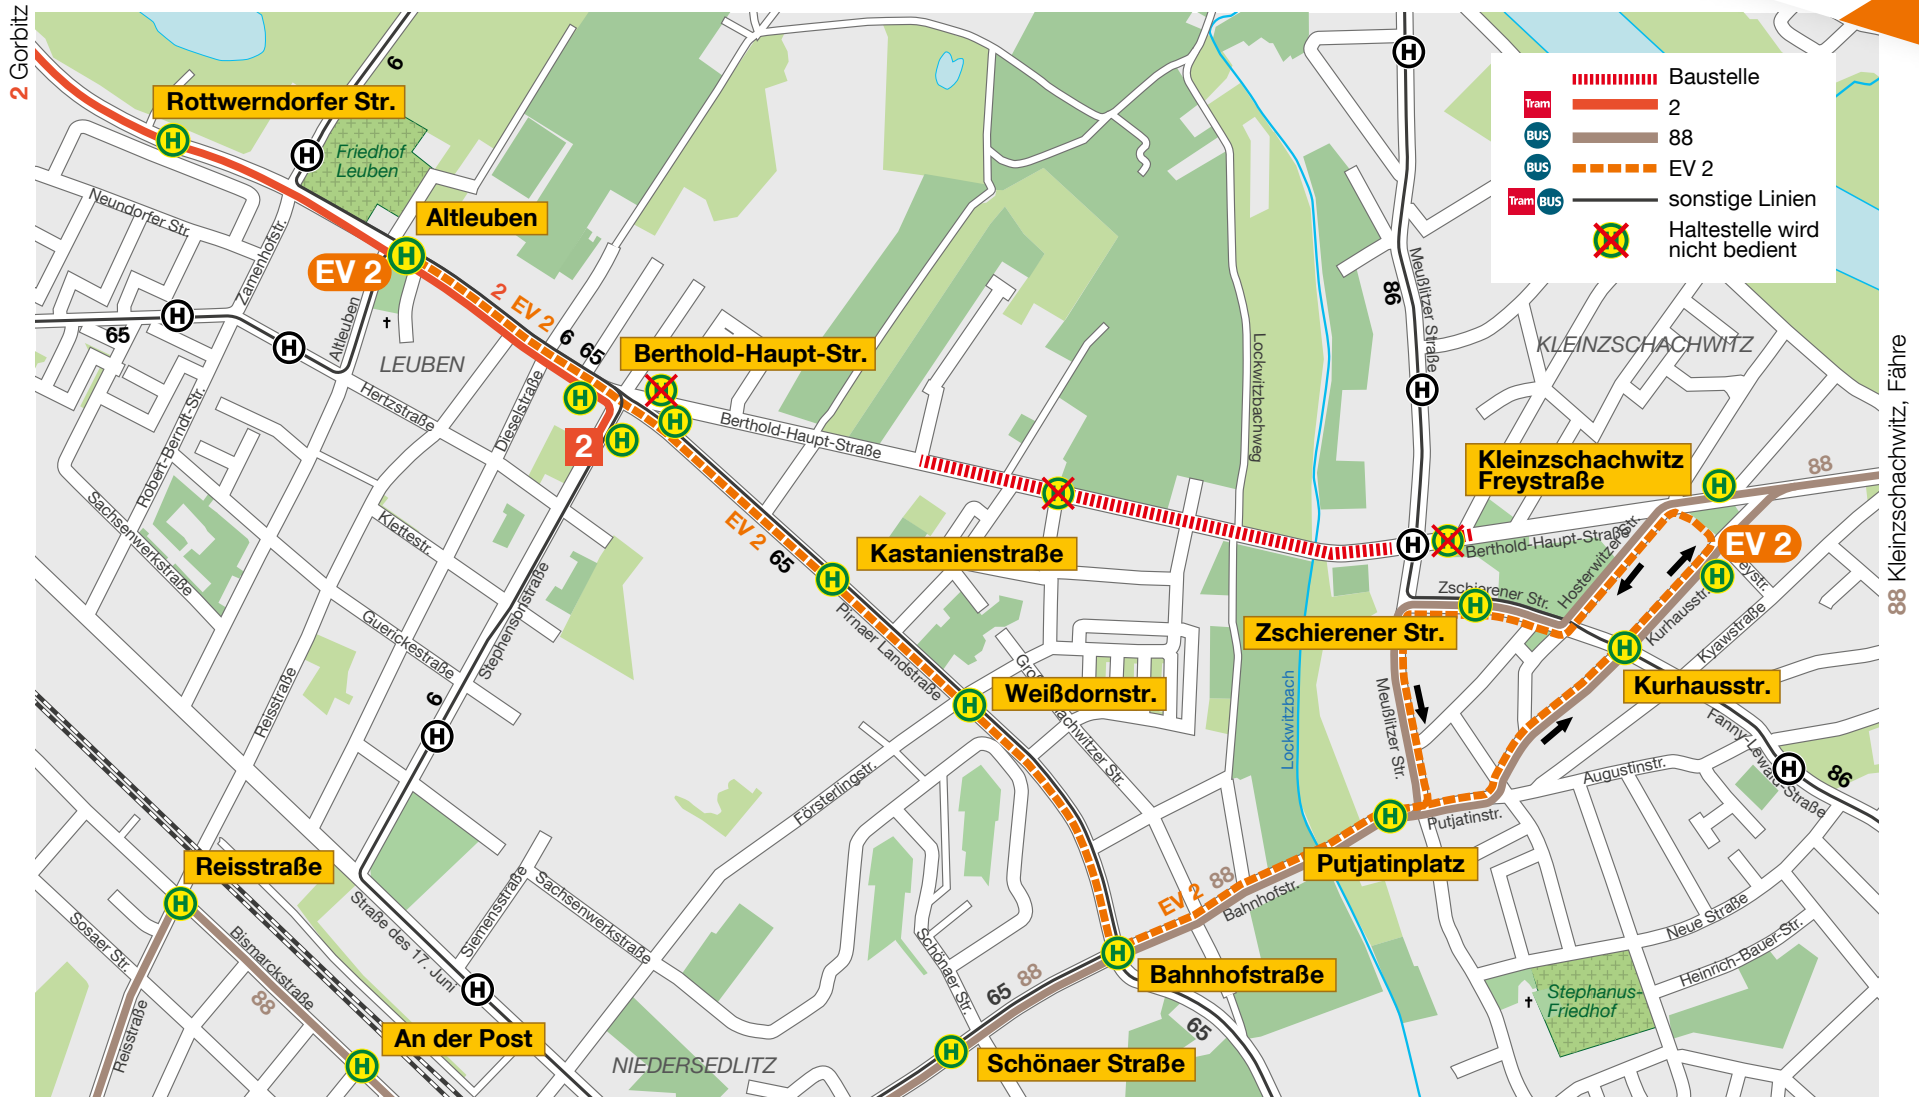 2 Gorbitz
88 Kleinzschachwitz, Fähre
Baustelle
Tram
2
BUS
88
BUS
EV 2
Tram BUS
sonstige Linien
H
Haltestelle wird
nicht bedient
Rottwerndorfer Str.
H
H
6
Friedhof
Leuben
Neundorfer Str.
Zamenhofstr.
Altleuben
H
EV 2
65
H
H
Altleuben
LEUBEN
2
EV 2
6
65
Berthold-Haupt-Str.
H
H
H
H
2
Berthold-Haupt-Straße
H
Hertzstraße
Dieselstraße
Robert-Berndt-Str.
Sachsenwerkstraße
Klettestr.
Guerickestraße
Stephensonstraße
Reisstraße
6
H
EV 2
65
Kastanienstraße
H
Pirnaer Landstraße
Weißdornstr.
H
Försterlingstr.
Lockwitzbachweg
Lockwitzbach
H
86
Meußlitzer Straße
H
KLEINZSCHACHWITZ
Kleinzschachwitz
Freystraße
H
88
H
H
Berthold-Haupt-Straße
Hosterwitzer Str.
EV 2
H
Kurhausstr.
Kyawstraße
Zschierener Str.
H
Zschierener Str.
H
Kurhausstr.
Meußlitzer Str.
Fanny-Lewald-Straße
H
86
Augustinstr.
H
Putjatinstr.
Putjatinplatz
EV 2
88
Bahnhofstr.
H
Bahnhofstraße
65
88
65
Schönaer Str.
H
Schönaer Straße
Neue Straße
Heinrich-Bauer-Str.
Stephanus-
Friedhof
Reisstraße
H
Sosaer Str.
Bismarckstraße
88
Reisstraße
An der Post
H
Straße des 17. Juni
H
Siemensstraße
Sachsenwerkstraße
NIEDERSEDLITZ